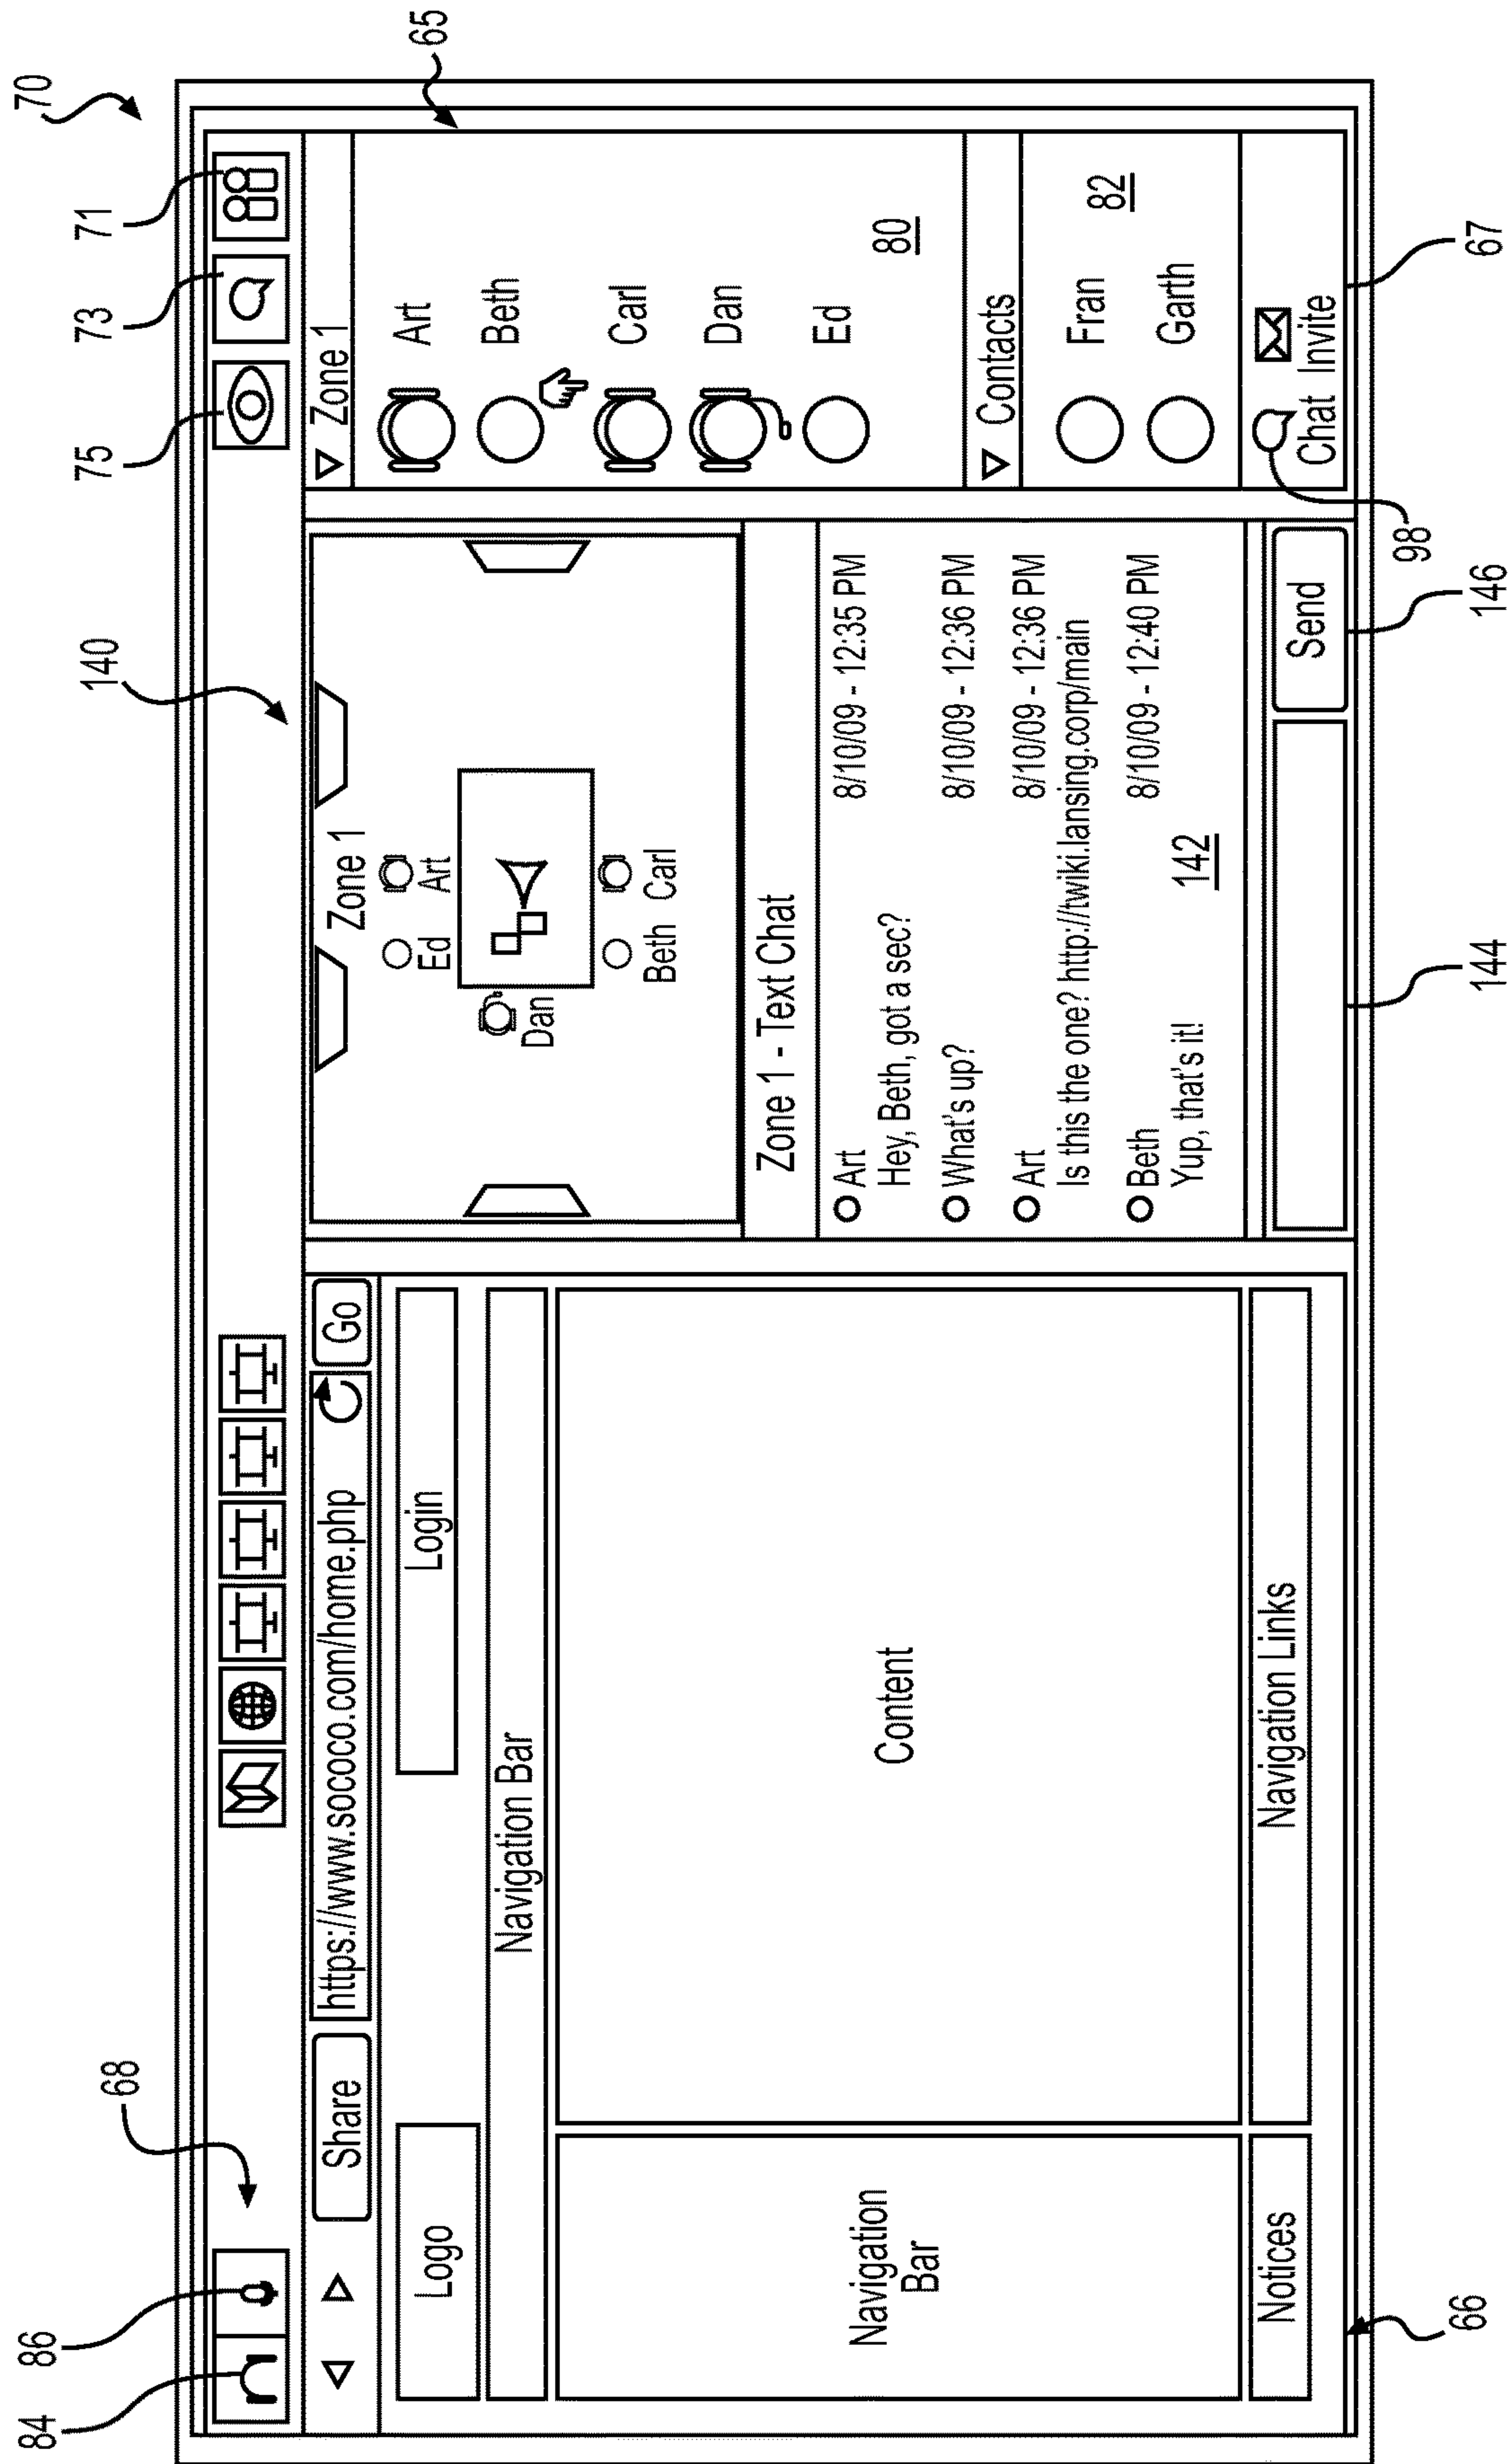 70
84
86
68
140
75
73
71
65
Share
https://www.sococo.com/home.php
Go
Logo
Login
Navigation Bar
Navigation
Bar
Content
Notices
Navigation Links
66
Zone 1
Ed
Art
Dan
Beth
Carl
Zone 1 - Text Chat
Art 8/10/09 - 12:35 PM
Hey, Beth, got a sec?
What's up? 8/10/09 - 12:36 PM
Art 8/10/09 - 12:36 PM
Is this the one? http://twiki.lansing.corp/main
Beth 8/10/09 - 12:40 PM
Yup, that's it!
142
Send
144
146
Zone 1
Art
Beth
Carl
Dan
Ed
80
Contacts
Fran
Garth
82
Chat
Invite
98
67